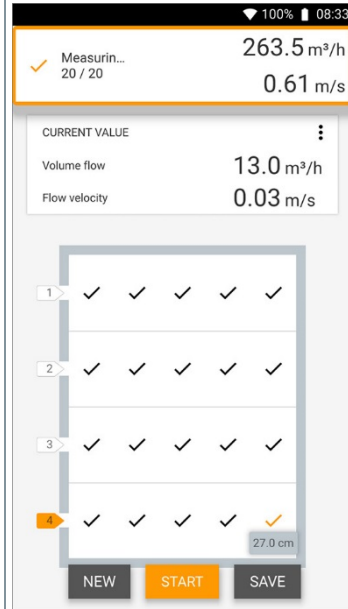 100% 08:33
Measurin... 263.5 m³/h
20 / 20 0.61 m/s
CURRENT VALUE
Volume flow 13.0 m³/h
Flow velocity 0.03 m/s
1
2
3
4
27.0 cm
NEW START SAVE